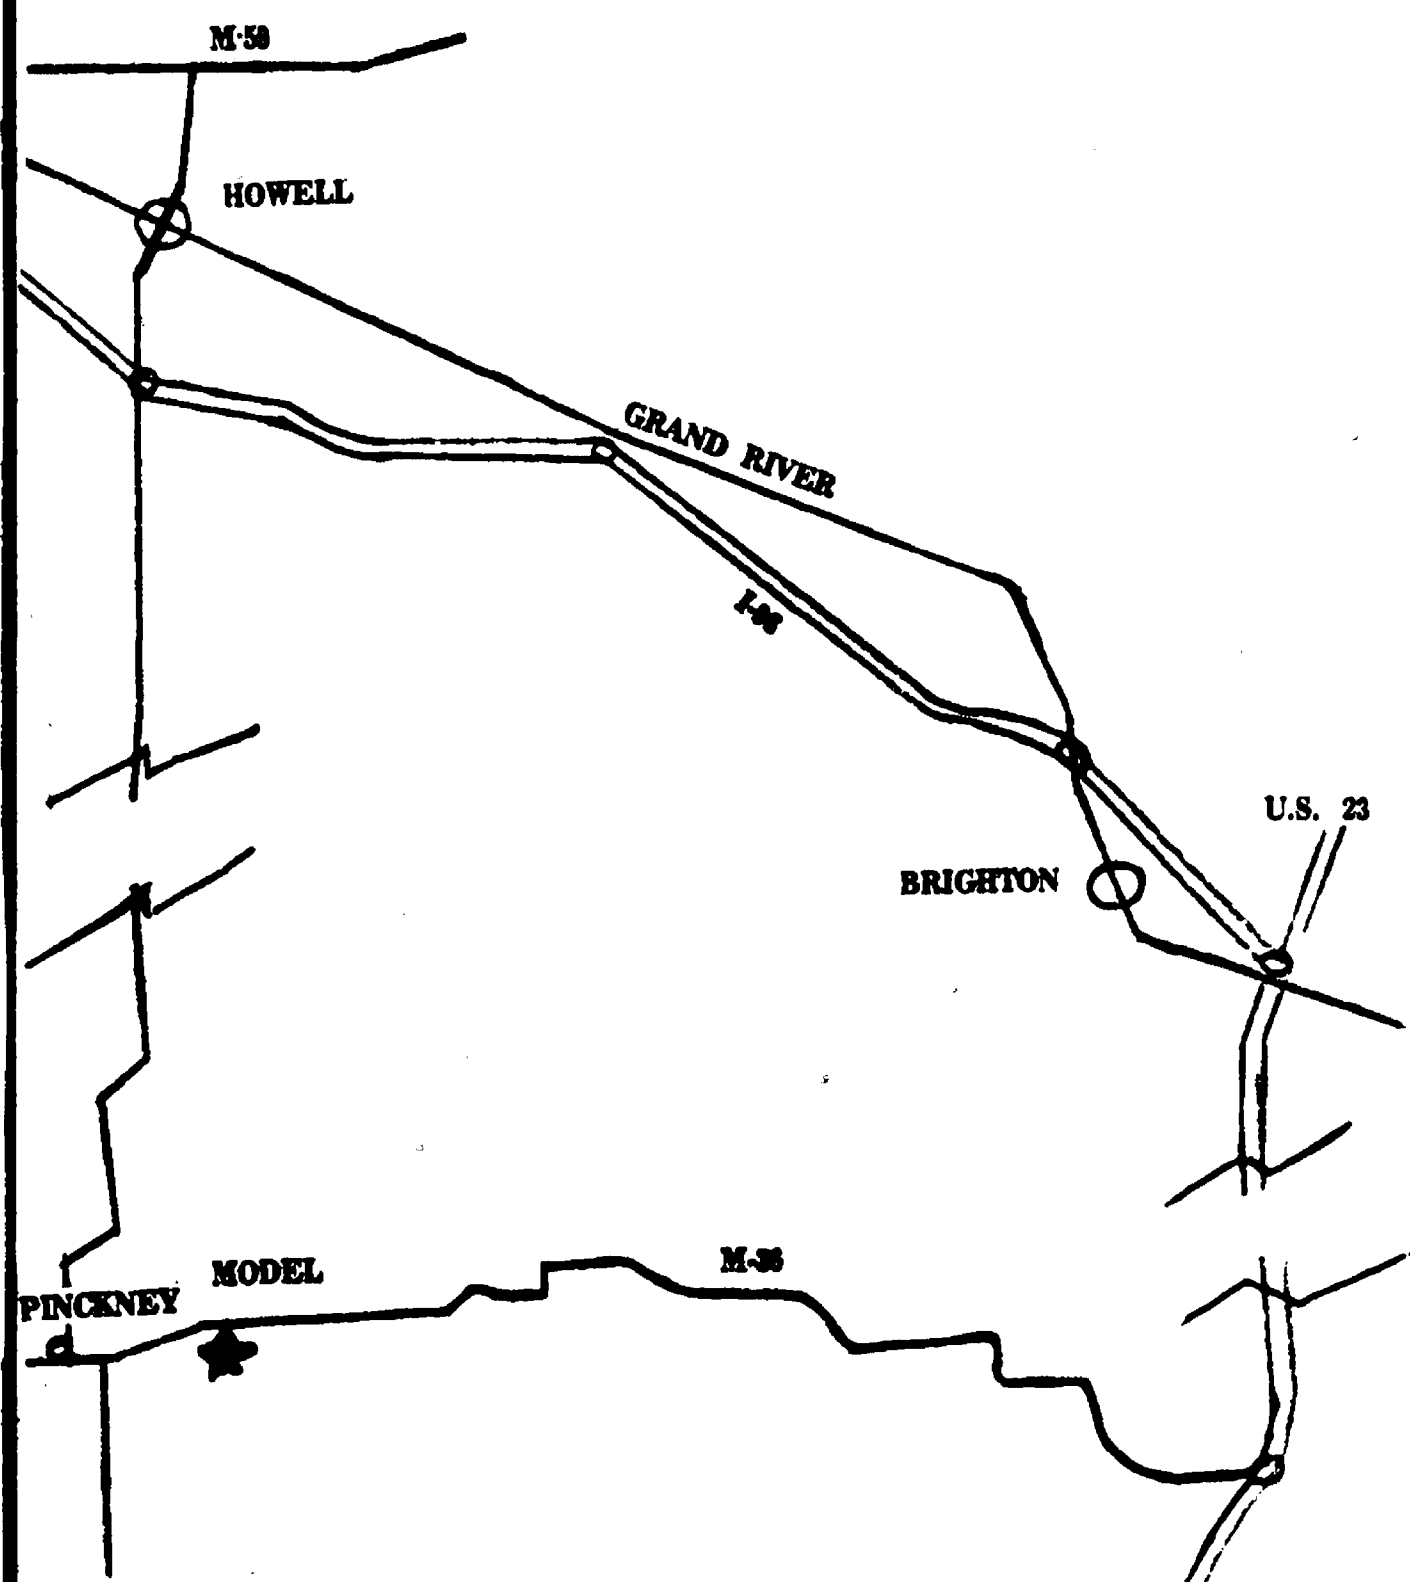 M-59
HOWELL
GRAND RIVER
I-96
U.S. 23
BRIGHTON
MODEL
M-36
PINCKNEY